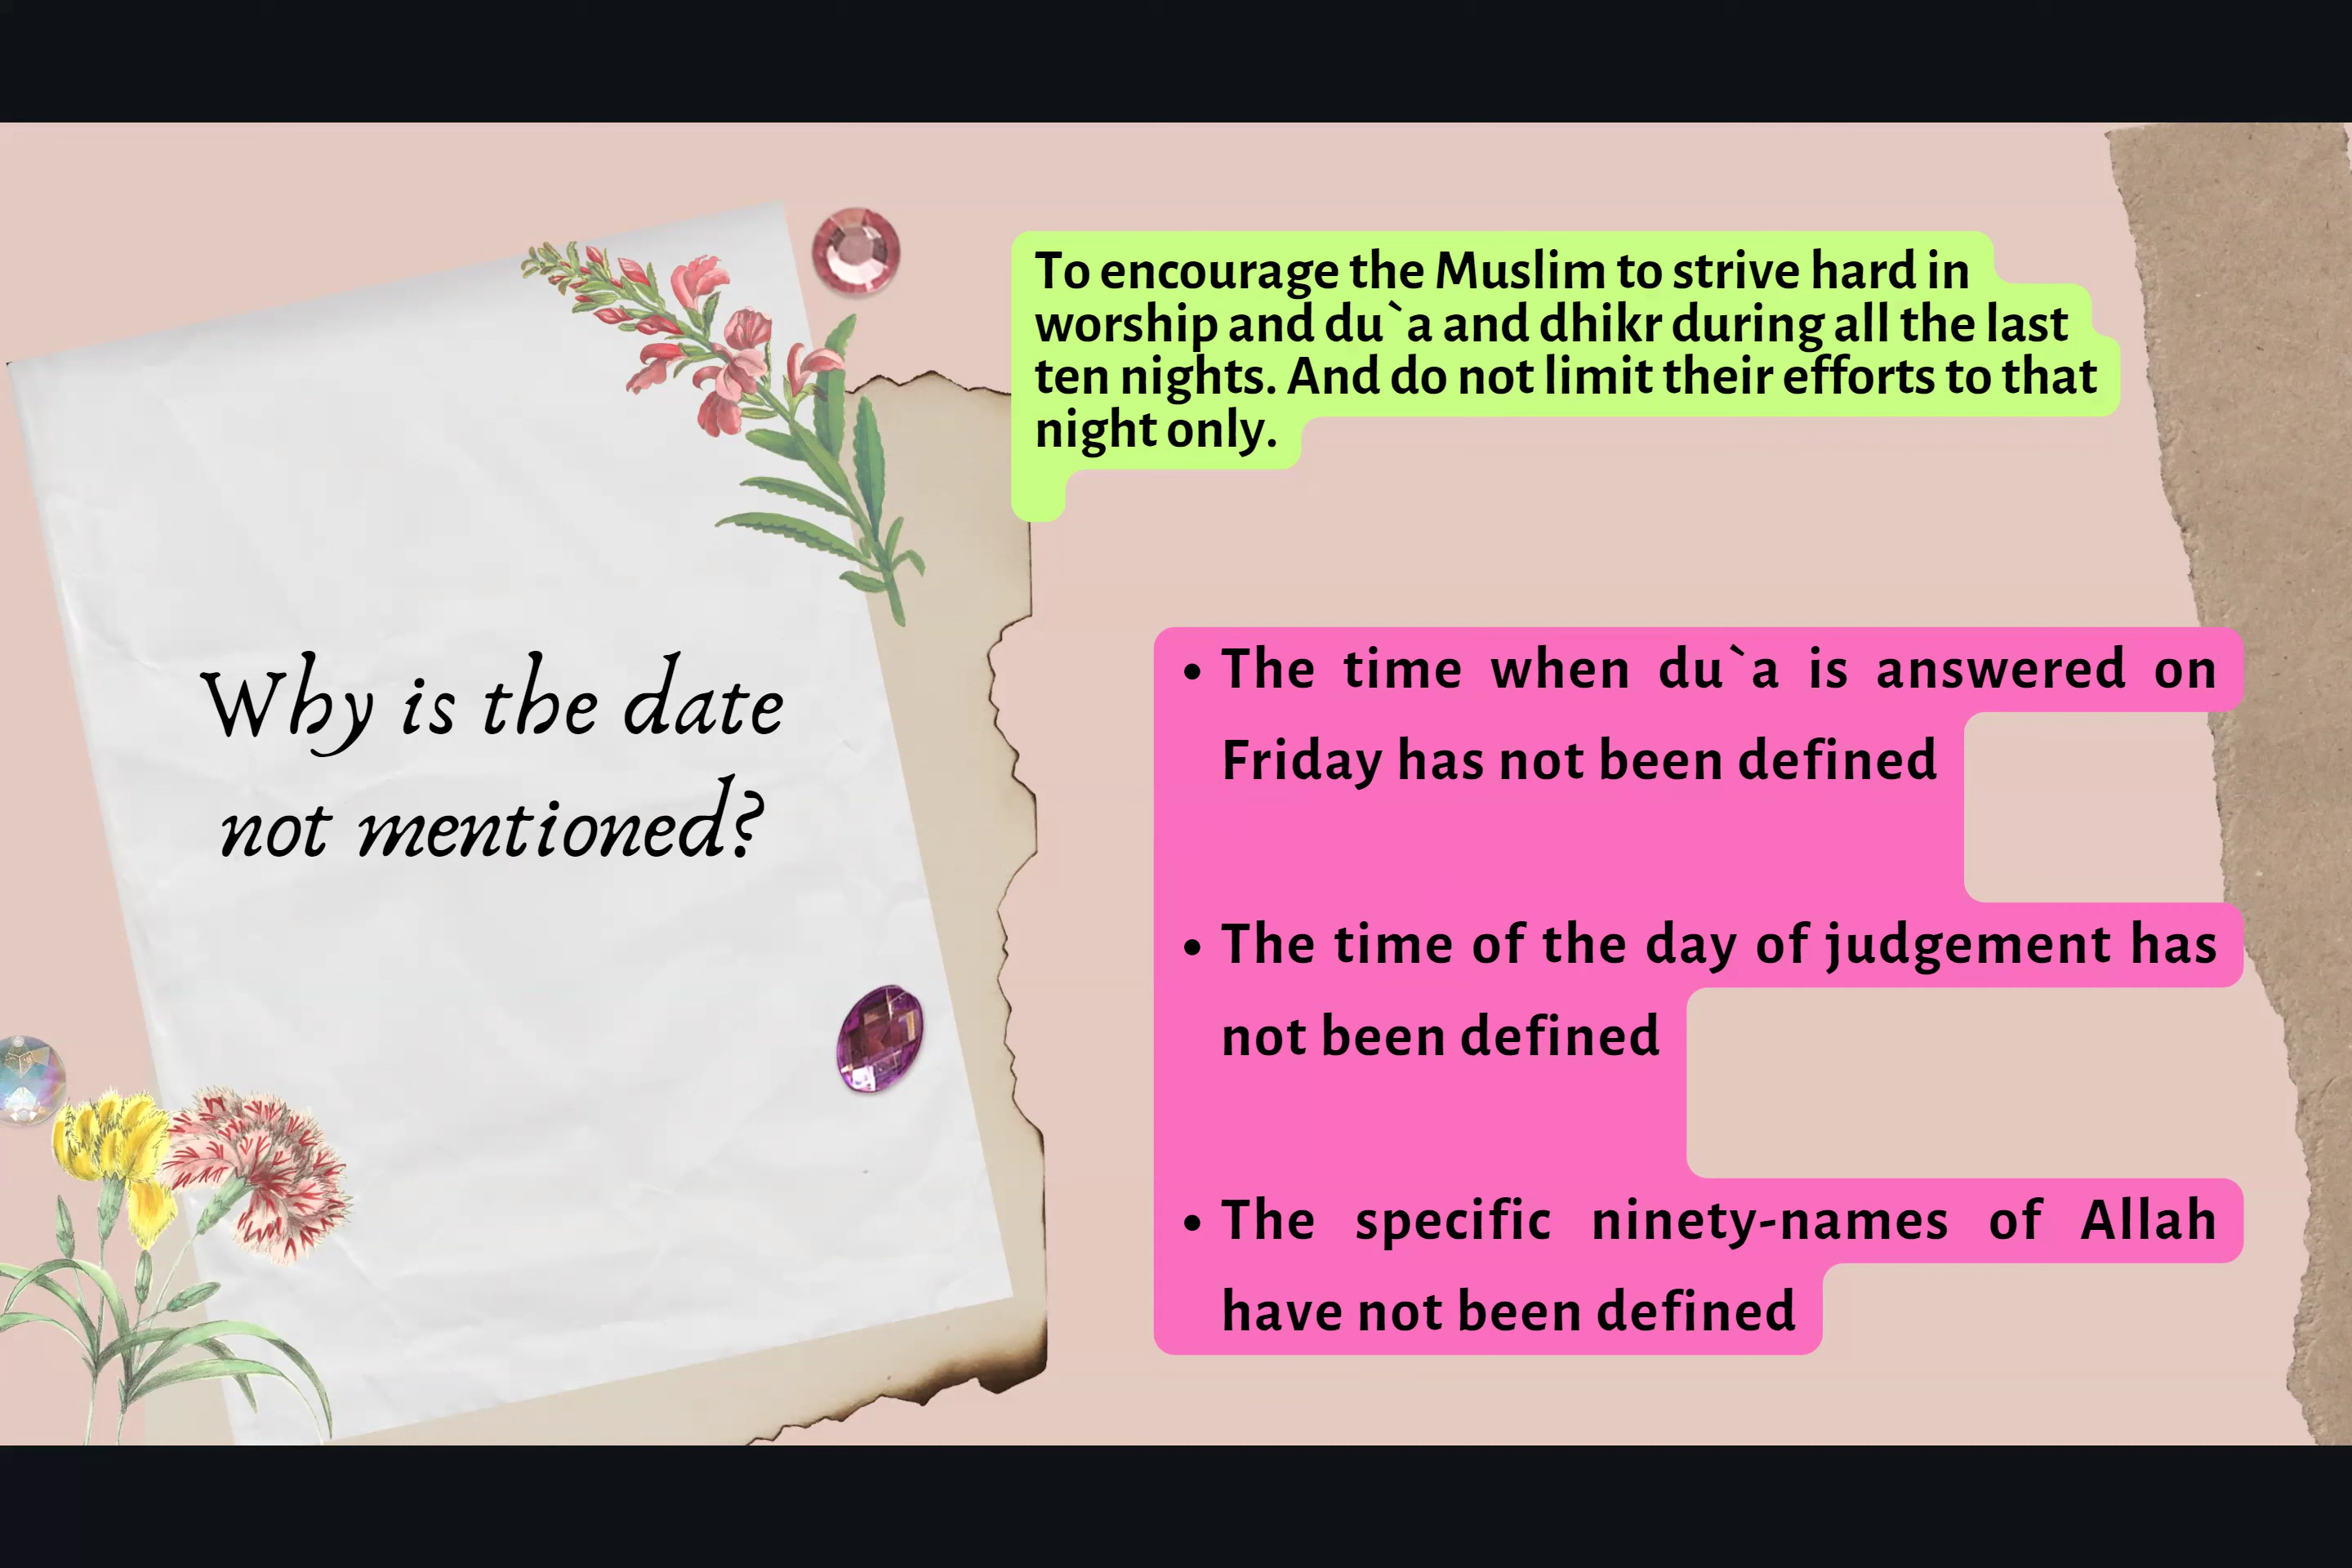 Why is the date
not mentioned?
To encourage the Muslim to strive hard in
worship and du`a and dhikr during all the last
ten nights. And do not limit their efforts to that
night only.
• The time when du`a is answered on
Friday has not been defined
• The time of the day of judgement has
not been defined
• The specific ninety-names of Allah
have not been defined